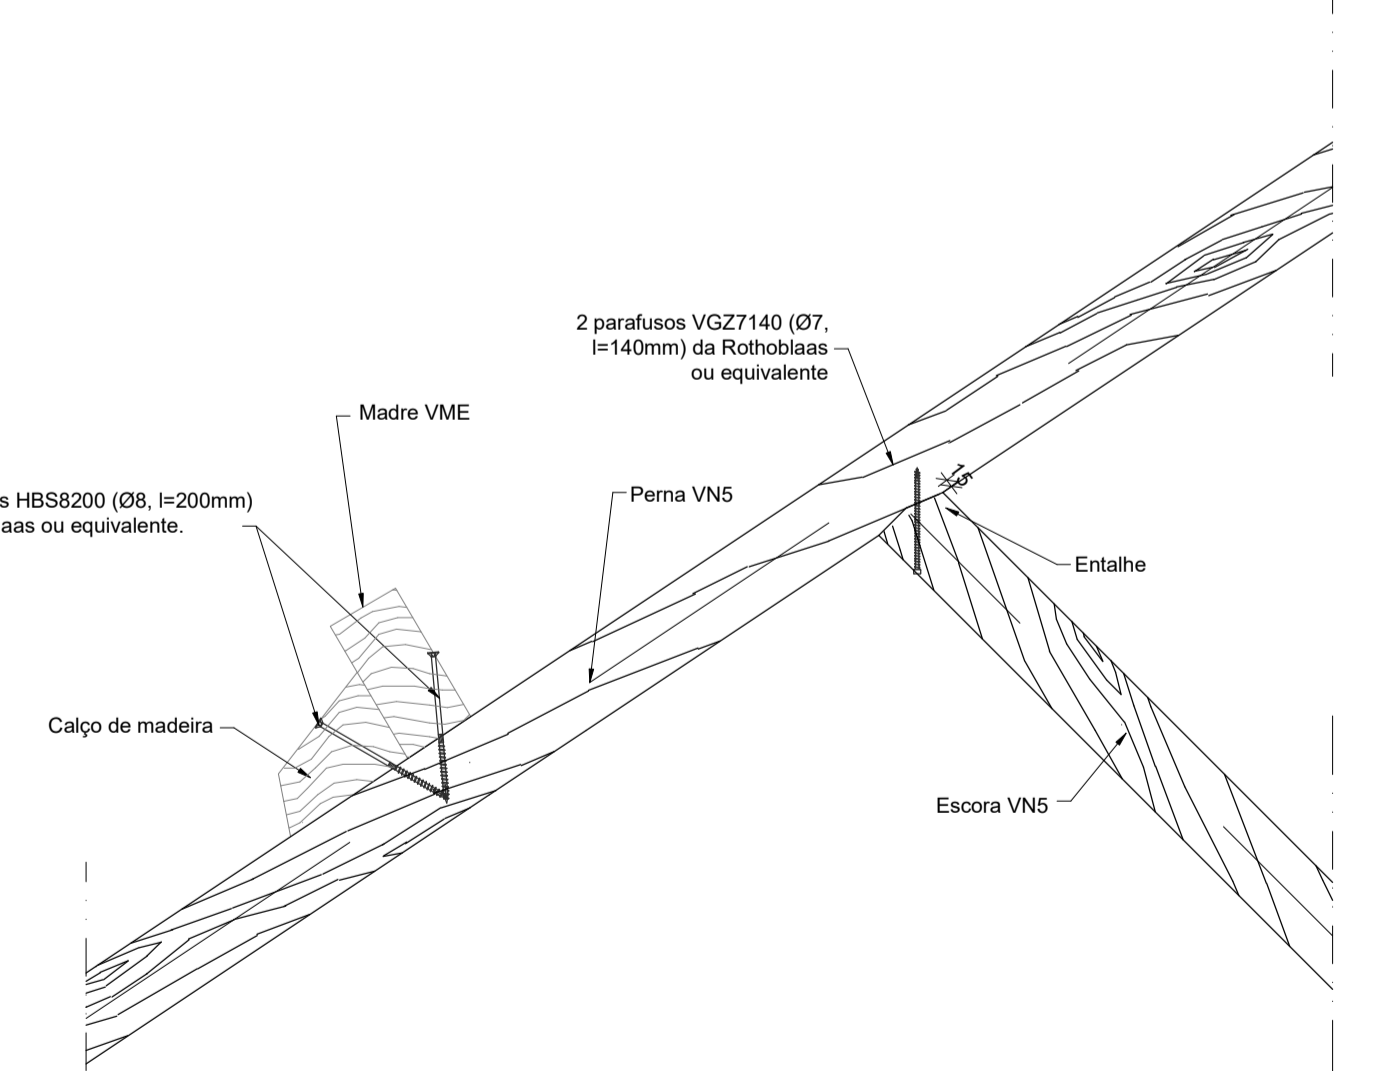 2 parafusos VGZ7140 (Ø7,
l=140mm) da Rothoblaas
ou equivalente
Madre VME
Perna VN5
s HBS8200 (Ø8, l=200mm)
aas ou equivalente.
15
Entalhe
Calço de madeira
Escora VN5